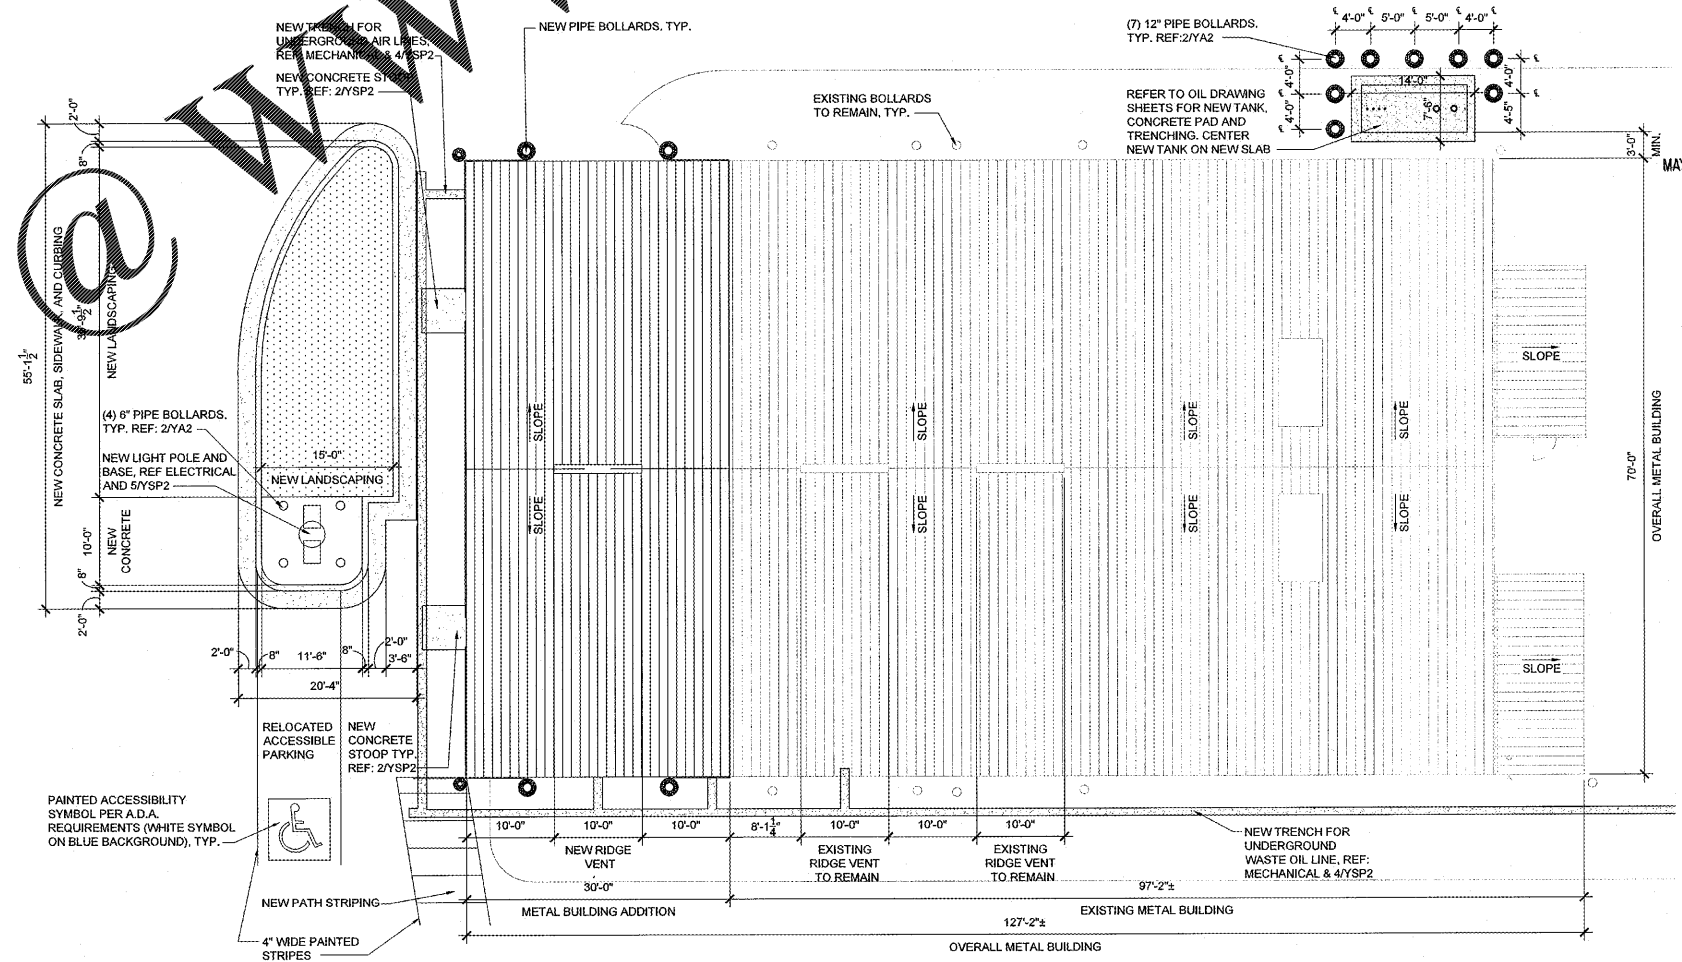 NEW TRENCH FOR
UNDERGROUND AIR LINES,
REF: MECHANICAL & 4/YSP2
NEW CONCRETE STOOP
TYP. REF: 2/YSP2
NEW PIPE BOLLARDS. TYP.
EXISTING BOLLARDS
TO REMAIN, TYP.
(7) 12" PIPE BOLLARDS.
TYP. REF:2/YA2
REFER TO OIL DRAWING
SHEETS FOR NEW TANK,
CONCRETE PAD AND
TRENCHING. CENTER
NEW TANK ON NEW SLAB
4'-0"
5'-0"
5'-0"
4'-0"
4'-0"
4'-0"
14'-0"
7'-6"
4'-0"
4'-5"
3'-0"
MIN.
MA
@
WWW
2'-0"
8"
55'-1 1/2"
NEW CONCRETE SLAB, SIDEWALK, AND CURBING
9 1/2"
NEW LANDSCAPING
(4) 6" PIPE BOLLARDS.
TYP. REF: 2/YA2
NEW LIGHT POLE AND
BASE, REF ELECTRICAL
AND 5/YSP2
15'-0"
NEW LANDSCAPING
10'-0"
NEW
CONCRETE
8"
2'-0"
2'-0"
8"
11'-6"
8"
2'-0"
3'-6"
20'-4"
SLOPE
SLOPE
SLOPE
SLOPE
SLOPE
SLOPE
SLOPE
SLOPE
SLOPE
SLOPE
70'-0"
OVERALL METAL BUILDING
RELOCATED
ACCESSIBLE
PARKING
NEW
CONCRETE
STOOP TYP.
REF: 2/YSP2
PAINTED ACCESSIBILITY
SYMBOL PER A.D.A.
REQUIREMENTS (WHITE SYMBOL
ON BLUE BACKGROUND), TYP.
NEW PATH STRIPING
4" WIDE PAINTED
STRIPES
10'-0"
10'-0"
10'-0"
8'-1 1/4"
10'-0"
10'-0"
10'-0"
NEW RIDGE
VENT
EXISTING
RIDGE VENT
TO REMAIN
EXISTING
RIDGE VENT
TO REMAIN
NEW TRENCH FOR
UNDERGROUND
WASTE OIL LINE, REF:
MECHANICAL & 4/YSP2
30'-0"
97'-2"±
METAL BUILDING ADDITION
EXISTING METAL BUILDING
127'-2"±
OVERALL METAL BUILDING